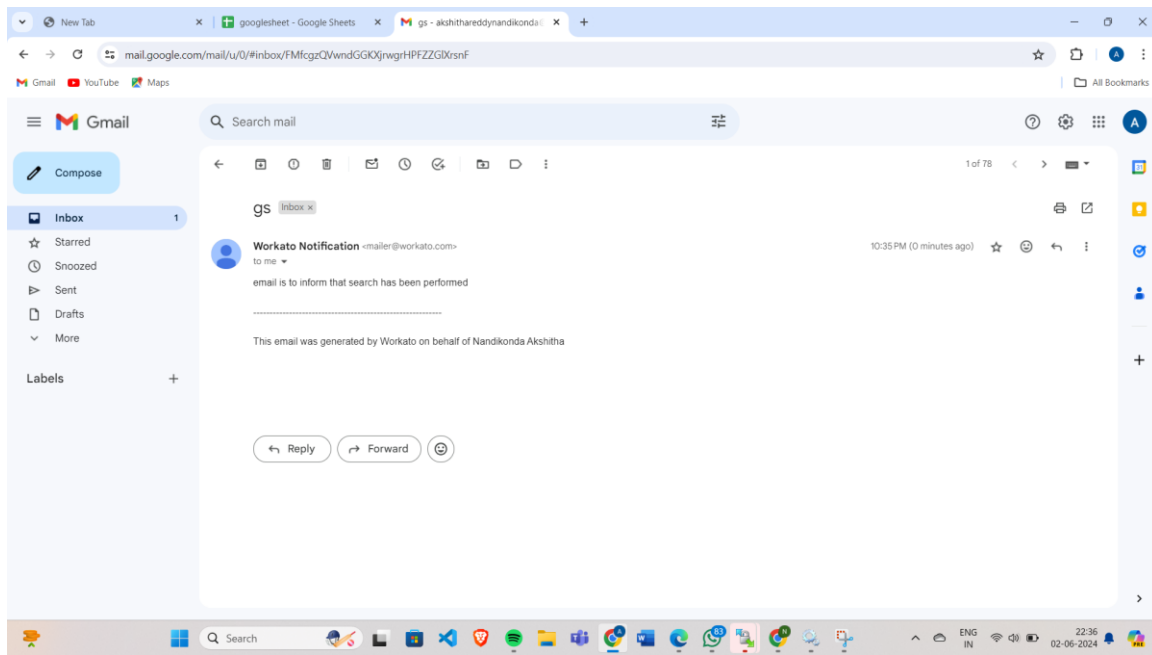 New Tab
googlesheet - Google Sheets
gs - akshithareddynandikonda
mail.google.com/mail/u/0/#inbox/FMfcgzQVwndGGKXjrwgrHPFZZGlXrsnF
A
Gmail YouTube Maps
All Bookmarks
Gmail
Search mail
A
Compose
1 of 78
31
gs Inbox ×
Inbox 1
Starred
Workato Notification <mailer@workato.com>
10:35 PM (0 minutes ago)
to me
Snoozed
email is to inform that search has been performed
Sent
Drafts
-----------------------------------------------------------
More
This email was generated by Workato on behalf of Nandikonda Akshitha
Labels
Reply Forward
Search
83
ENG
IN
22:36
02-06-2024
PRE